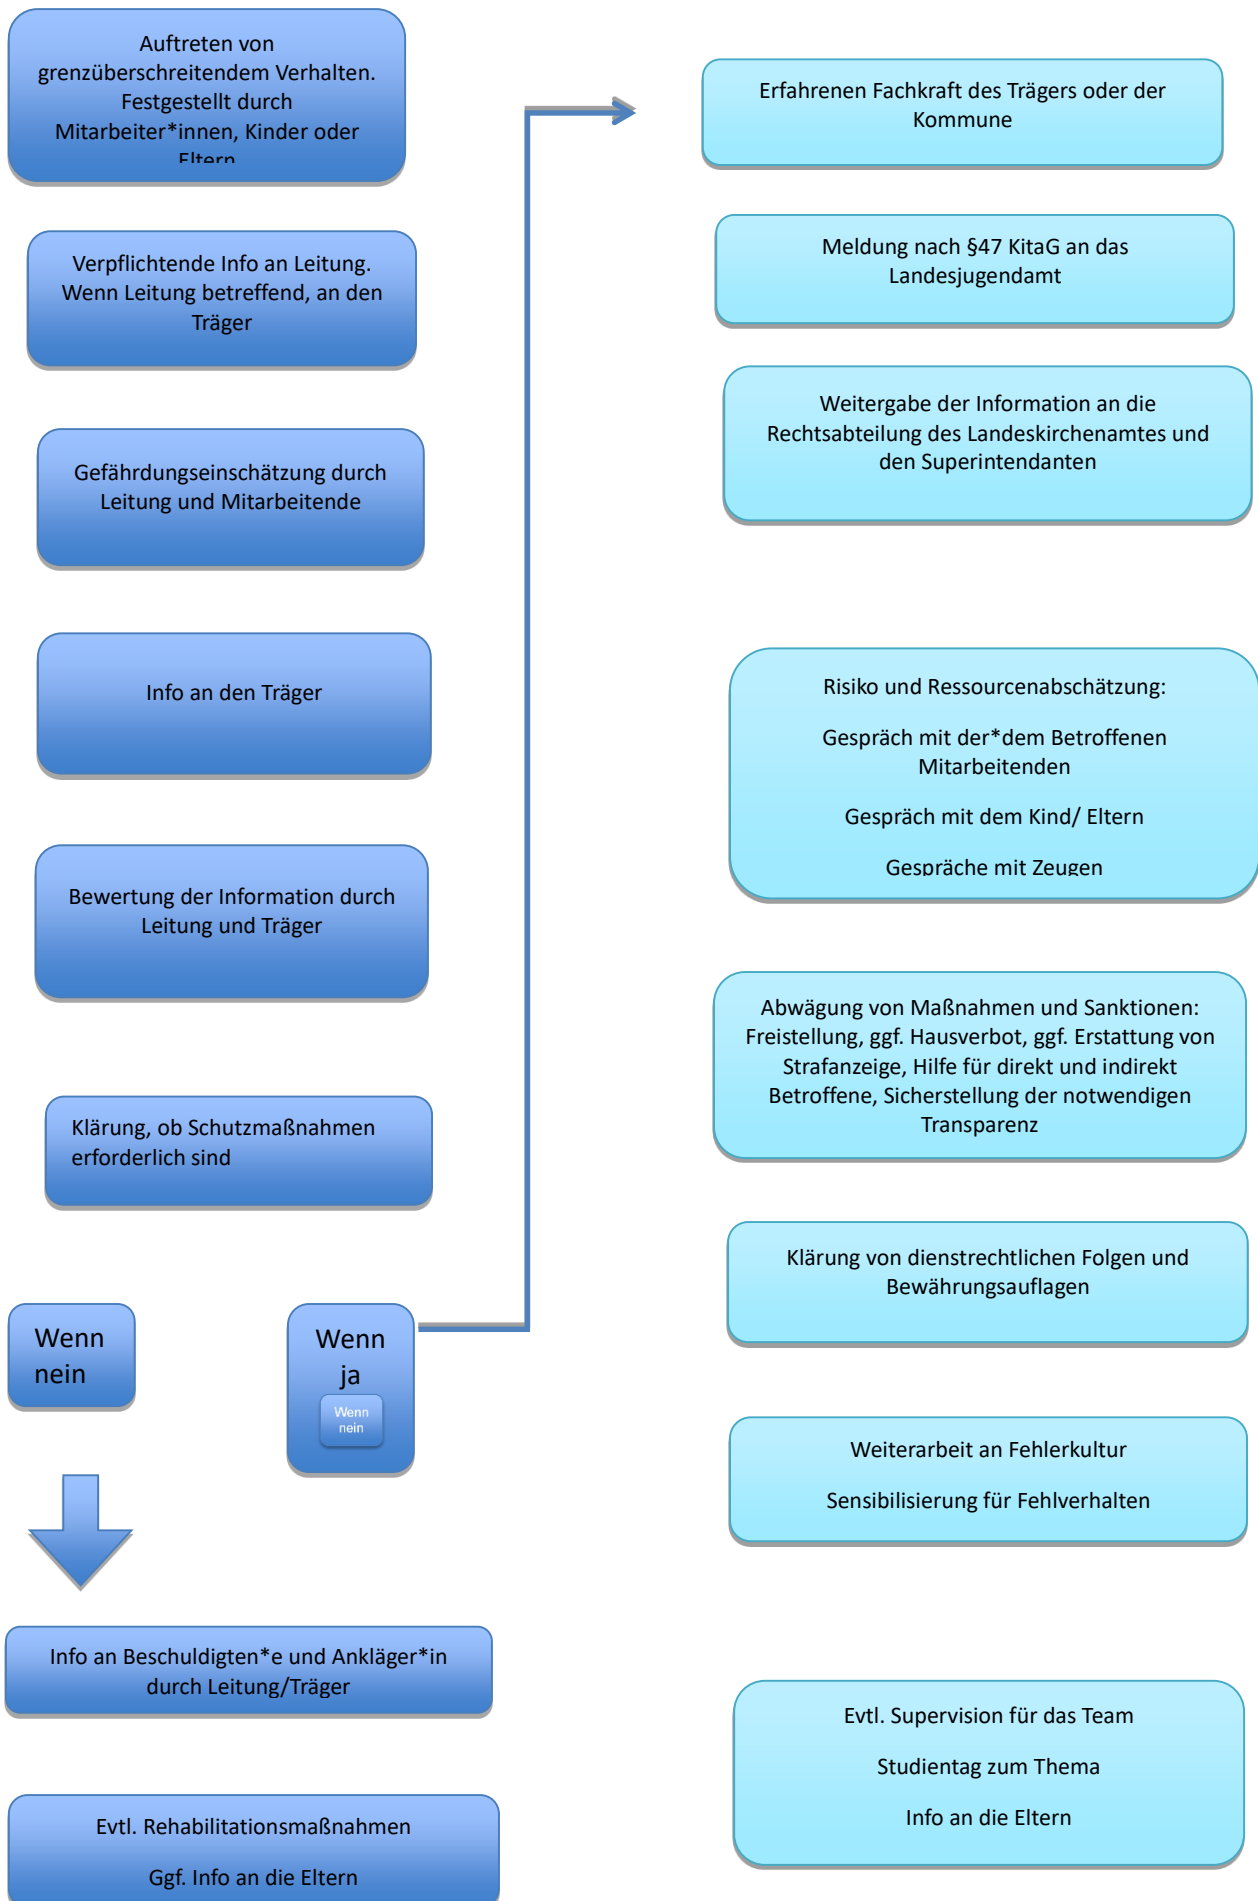 Auftreten von
grenzüberschreitendem Verhalten.
Festgestellt durch
Mitarbeiter*innen, Kinder oder
Eltern
Verpflichtende Info an Leitung.
Wenn Leitung betreffend, an den
Träger
Gefährdungseinschätzung durch
Leitung und Mitarbeitende
Info an den Träger
Bewertung der Information durch
Leitung und Träger
Klärung, ob Schutzmaßnahmen
erforderlich sind
Wenn
nein
Wenn
ja
Wenn
nein
Info an Beschuldigten*e und Ankläger*in
durch Leitung/Träger
Evtl. Rehabilitationsmaßnahmen
Ggf. Info an die Eltern
Erfahrenen Fachkraft des Trägers oder der
Kommune
Meldung nach §47 KitaG an das
Landesjugendamt
Weitergabe der Information an die
Rechtsabteilung des Landeskirchenamtes und
den Superintendanten
Risiko und Ressourcenabschätzung:
Gespräch mit der*dem Betroffenen
Mitarbeitenden
Gespräch mit dem Kind/ Eltern
Gespräche mit Zeugen
Abwägung von Maßnahmen und Sanktionen:
Freistellung, ggf. Hausverbot, ggf. Erstattung von
Strafanzeige, Hilfe für direkt und indirekt
Betroffene, Sicherstellung der notwendigen
Transparenz
Klärung von dienstrechtlichen Folgen und
Bewährungsauflagen
Weiterarbeit an Fehlerkultur
Sensibilisierung für Fehlverhalten
Evtl. Supervision für das Team
Studientag zum Thema
Info an die Eltern